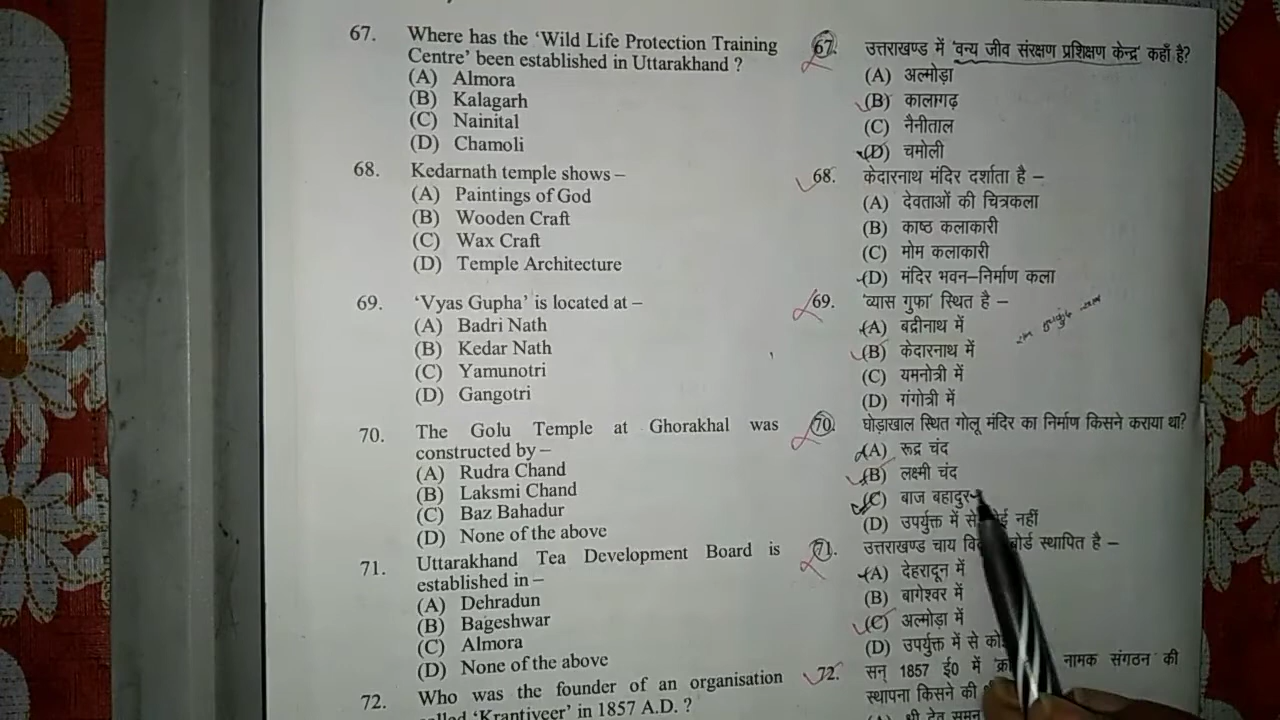 67. Where has the 'Wild Life Protection Training
Centre' been established in Uttarakhand ?
(A) Almora
(B) Kalagarh
(C) Nainital
(D) Chamoli
68. Kedarnath temple shows –
(A) Paintings of God
(B) Wooden Craft
(C) Wax Craft
(D) Temple Architecture
69. 'Vyas Gupha' is located at –
(A) Badri Nath
(B) Kedar Nath
(C) Yamunotri
(D) Gangotri
70. The Golu Temple at Ghorakhal was
constructed by –
(A) Rudra Chand
(B) Laksmi Chand
(C) Baz Bahadur
(D) None of the above
71. Uttarakhand Tea Development Board is
established in –
(A) Dehradun
(B) Bageshwar
(C) Almora
(D) None of the above
72. Who was the founder of an organisation
called 'Krantiveer' in 1857 A.D. ?
67. उत्तराखण्ड में 'वन्य जीव संरक्षण प्रशिक्षण केन्द्र' कहाँ है?
(A) अल्मोड़ा
(B) कालागढ़
(C) नैनीताल
(D) चमोली
68. केदारनाथ मंदिर दर्शाता है –
(A) देवताओं की चित्रकला
(B) काष्ठ कलाकारी
(C) मोम कलाकारी
(D) मंदिर भवन–निर्माण कला
69. 'व्यास गुफा' स्थित है –
(A) बद्रीनाथ में
(B) केदारनाथ में
(C) यमनोत्री में
(D) गंगोत्री में
70. घोड़ाखाल स्थित गोलू मंदिर का निर्माण किसने कराया था?
(A) रूद्र चंद
(B) लक्ष्मी चंद
(C) बाज बहादुर
(D) उपर्युक्त में से नहीं
71. उत्तराखण्ड चाय बोर्ड स्थापित है –
(A) देहरादून में
(B) बागेश्वर में
(C) अल्मोड़ा में
(D) उपर्युक्त में से
72. सन् 1857 ई0 में नामक संगठन की
स्थापना किसने की